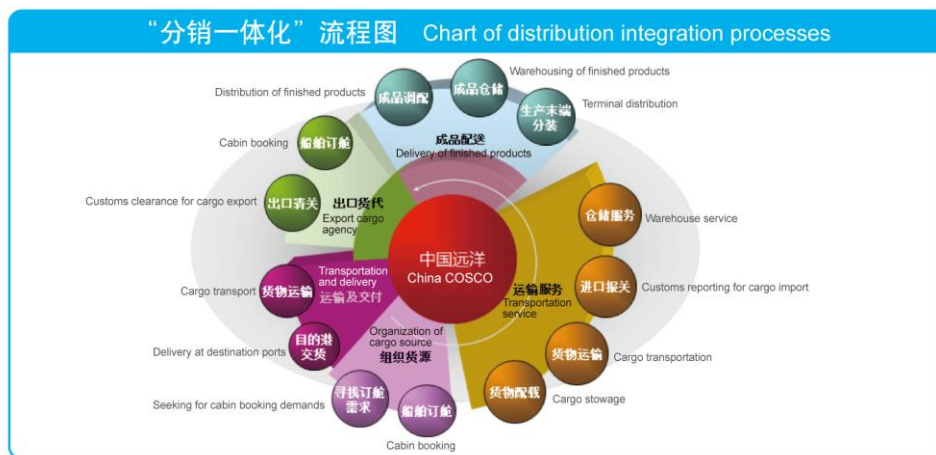 “分销一体化”流程图 Chart of distribution integration processes
Warehousing of finished products
Distribution of finished products
成品调配
成品仓储
Terminal distribution
生产末端
分装
Cabin booking
船舶订舱
成品配送
Delivery of finished products
Customs clearance for cargo export
出口清关
出口货代
Export cargo
agency
仓储服务
Warehouse service
中国远洋
China COSCO
Cargo transport
货物运输
Transportation
and delivery
运输及交付
运输服务
Transportation
service
进口报关
Customs reporting for cargo import
Delivery at destination ports
目的港
交货
Organization of
cargo source
组织货源
货物运输
Cargo transportation
Seeking for cabin booking demands
寻找订舱
需求
船舶订舱
Cabin booking
货物配载
Cargo stowage